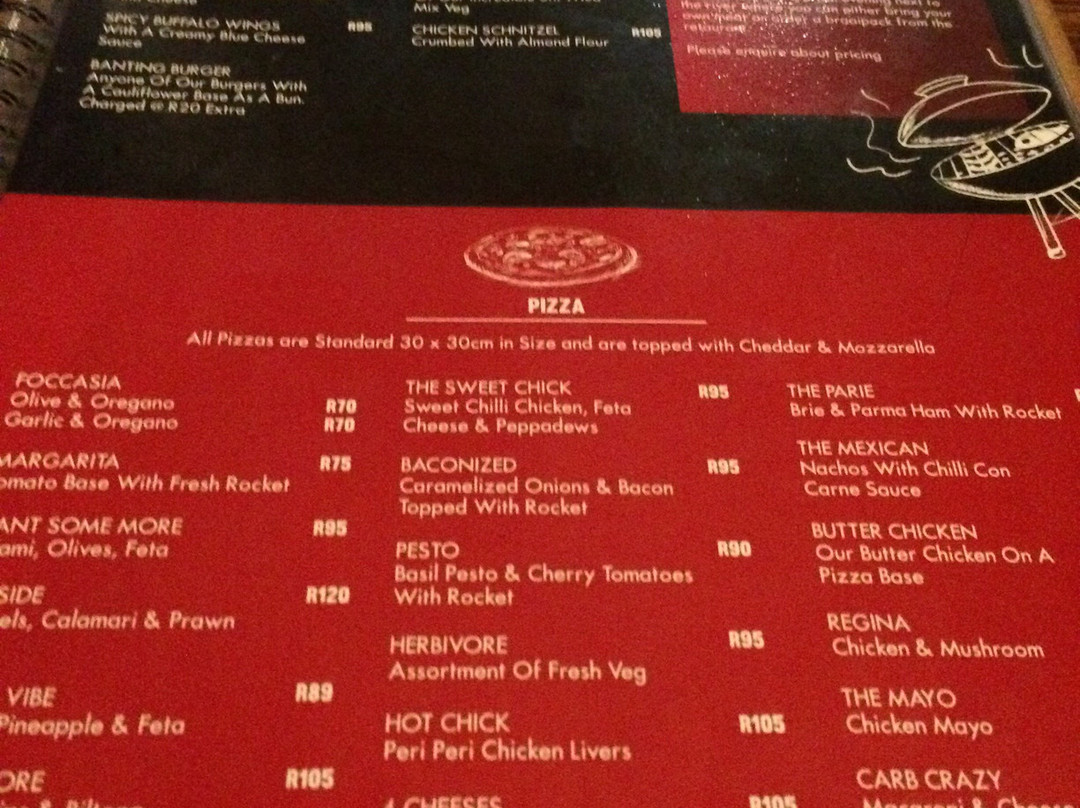 Mix Veg
SPICY BUFFALO WINGS R95
With A Creamy Blue Cheese
Sauce
BANTING BURGER
Anyone Of Our Burgers With
A Cauliflower Base As A Bun.
Charged @ R20 Extra
CHICKEN SCHNITZEL R105
Crumbed With Almond Flour
Please enquire about pricing
PIZZA
All Pizzas are Standard 30 x 30cm in Size and are topped with Cheddar & Mozzarella
FOCCASIA
Olive & Oregano R70
Garlic & Oregano R70
MARGARITA R75
omato Base With Fresh Rocket
ANT SOME MORE R95
ami, Olives, Feta
SIDE R120
els, Calamari & Prawn
VIBE R89
Pineapple & Feta
ORE R105
THE SWEET CHICK R95
Sweet Chilli Chicken, Feta
Cheese & Peppadews
BACONIZED R95
Caramelized Onions & Bacon
Topped With Rocket
PESTO R90
Basil Pesto & Cherry Tomatoes
With Rocket
HERBIVORE R95
Assortment Of Fresh Veg
HOT CHICK R105
Peri Peri Chicken Livers
4 CHEESES R105
THE PARIE
Brie & Parma Ham With Rocket
THE MEXICAN
Nachos With Chilli Con
Carne Sauce
BUTTER CHICKEN
Our Butter Chicken On A
Pizza Base
REGINA
Chicken & Mushroom
THE MAYO
Chicken Mayo
CARB CRAZY